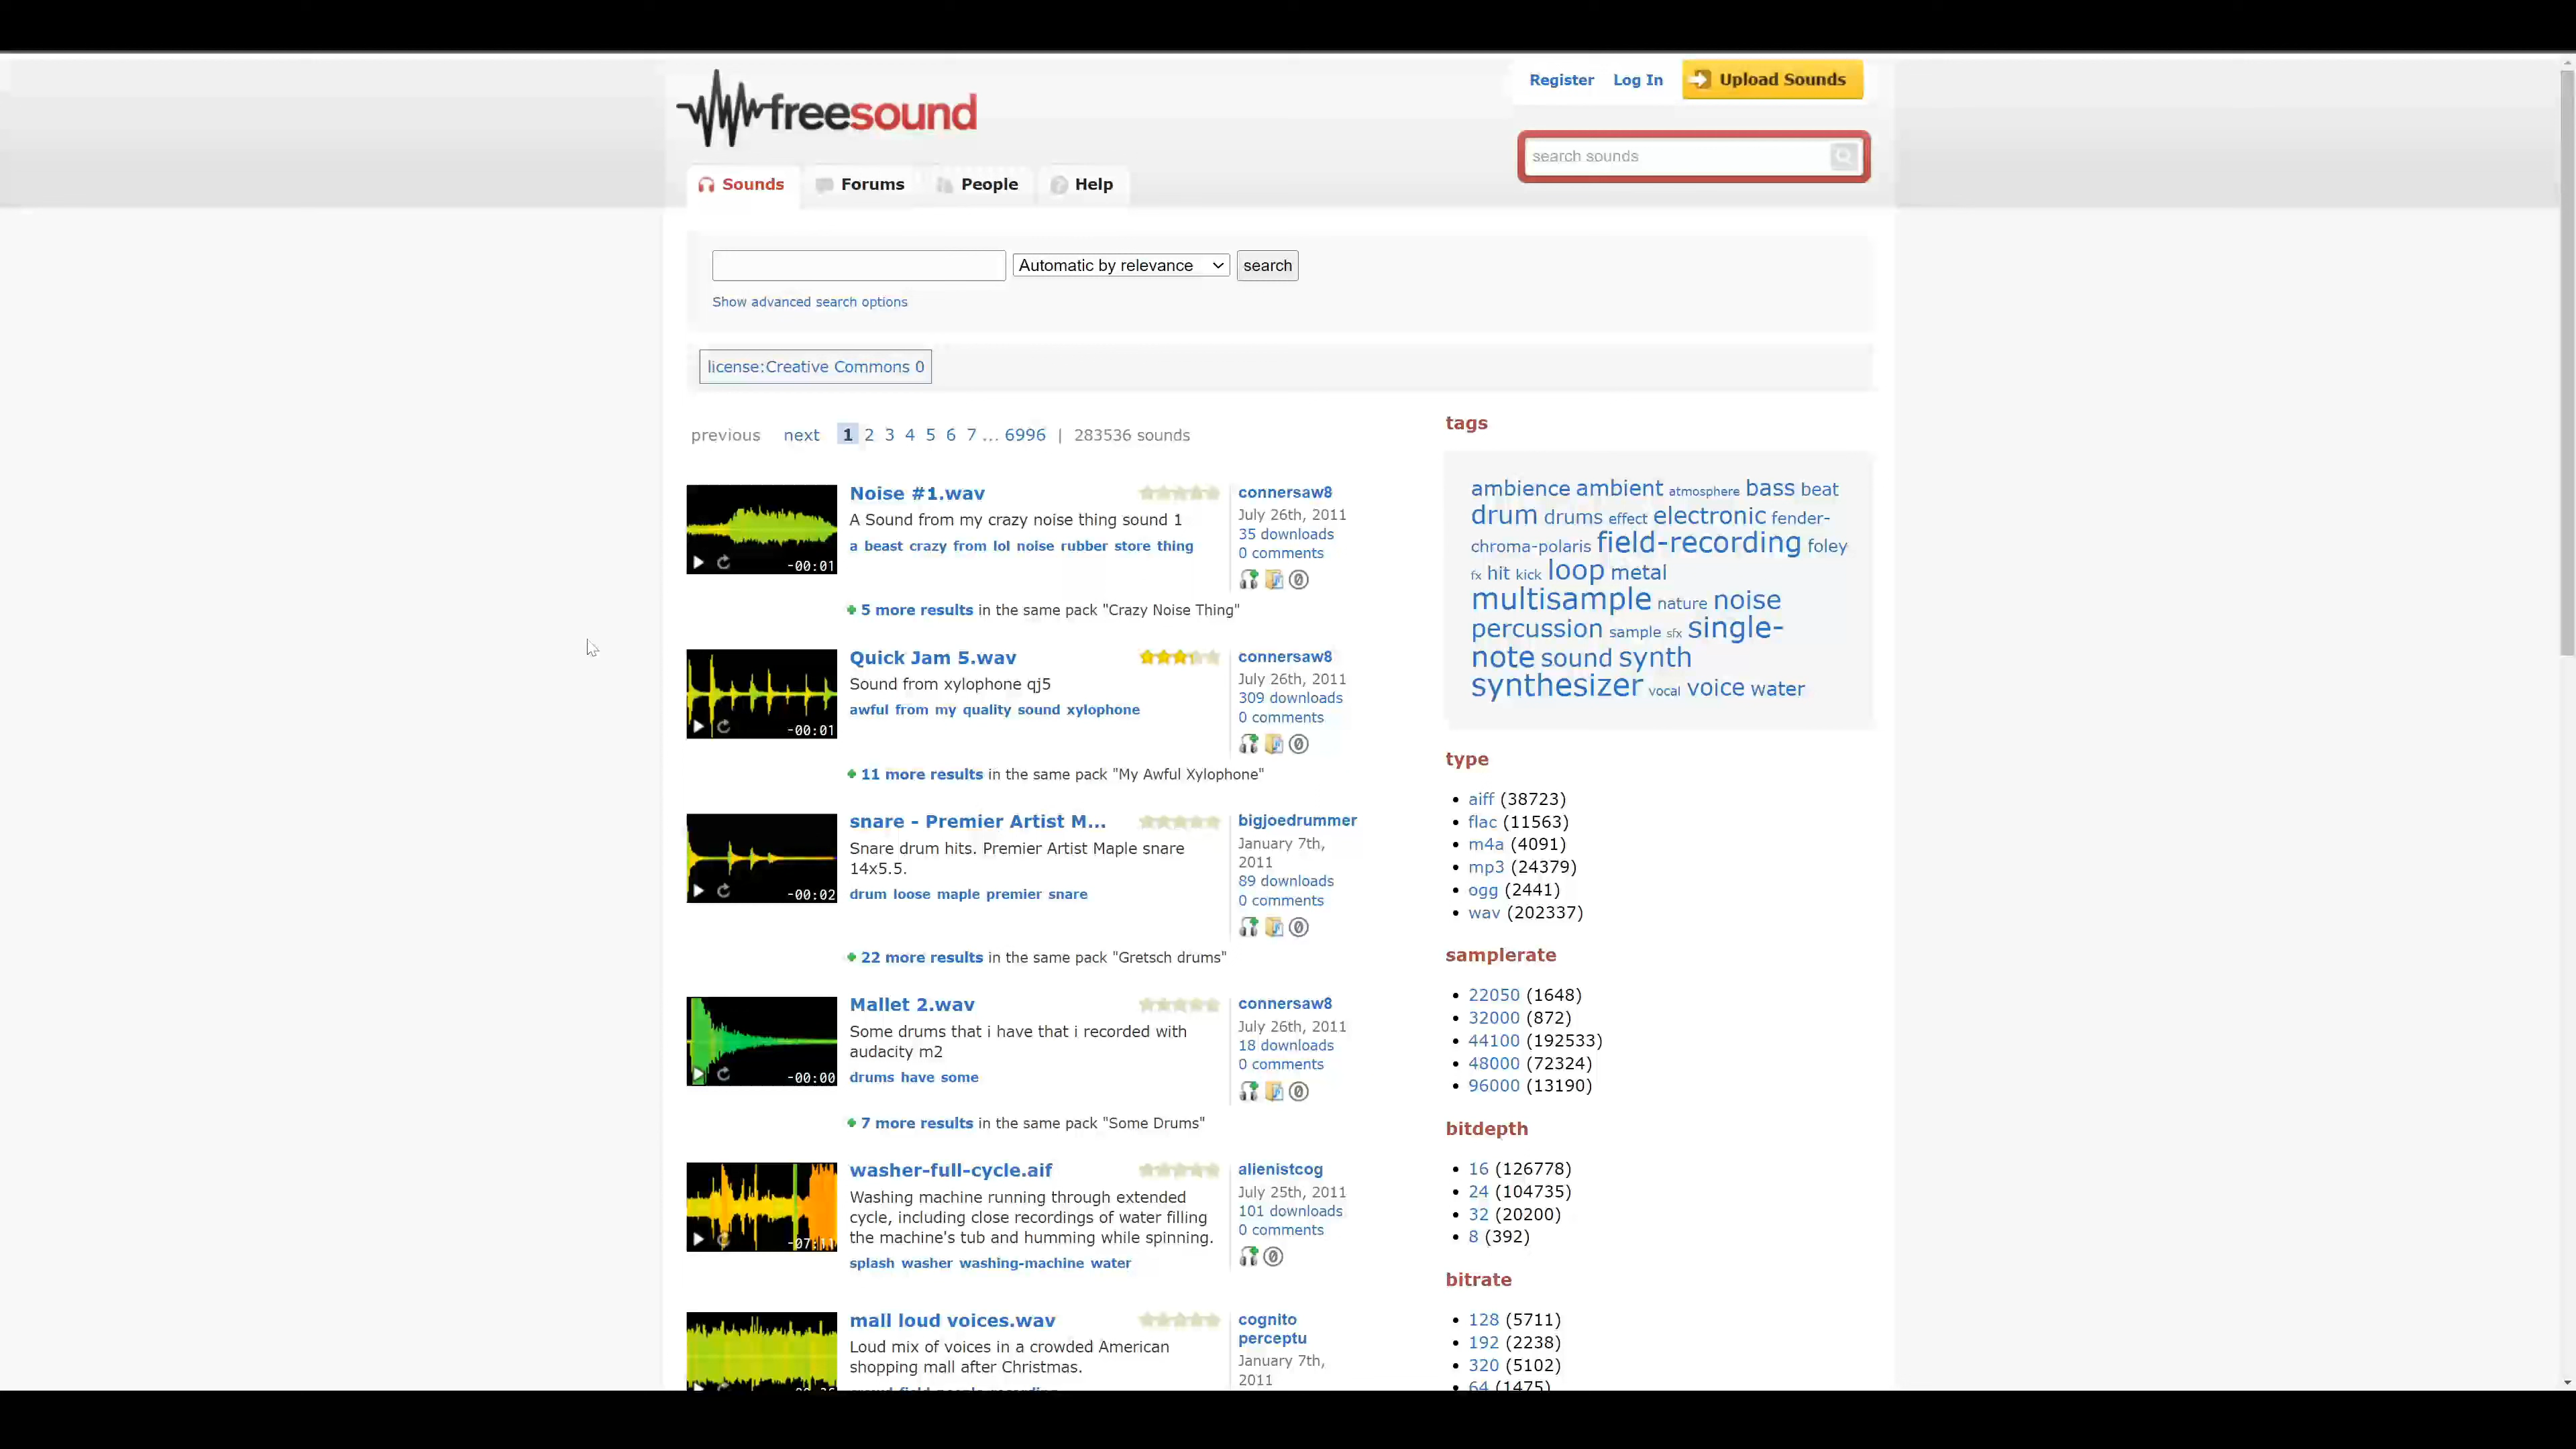 Register Log In Upload Sounds
freesound
search sounds
Sounds Forums People Help
Automatic by relevance search
Show advanced search options
license:Creative Commons 0
previous next 1 2 3 4 5 6 7 ... 6996 | 283536 sounds
Noise #1.wav
A Sound from my crazy noise thing sound 1
a beast crazy from lol noise rubber store thing
-00:01
connersaw8
July 26th, 2011
35 downloads
0 comments
5 more results in the same pack "Crazy Noise Thing"
Quick Jam 5.wav
Sound from xylophone qj5
awful from my quality sound xylophone
-00:01
connersaw8
July 26th, 2011
309 downloads
0 comments
11 more results in the same pack "My Awful Xylophone"
snare - Premier Artist M...
Snare drum hits. Premier Artist Maple snare
14x5.5.
drum loose maple premier snare
-00:02
bigjoedrummer
January 7th,
2011
89 downloads
0 comments
22 more results in the same pack "Gretsch drums"
Mallet 2.wav
Some drums that i have that i recorded with
audacity m2
drums have some
-00:00
connersaw8
July 26th, 2011
18 downloads
0 comments
7 more results in the same pack "Some Drums"
washer-full-cycle.aif
Washing machine running through extended
cycle, including close recordings of water filling
the machine's tub and humming while spinning.
splash washer washing-machine water
-07:11
alienistcog
July 25th, 2011
101 downloads
0 comments
mall loud voices.wav
Loud mix of voices in a crowded American
shopping mall after Christmas.
cognito
perceptu
January 7th,
2011
tags
ambience ambient atmosphere bass beat
drum drums effect electronic fender-
chroma-polaris field-recording foley
fx hit kick loop metal
multisample nature noise
percussion sample sfx single-
note sound synth
synthesizer vocal voice water
type
aiff (38723)
flac (11563)
m4a (4091)
mp3 (24379)
ogg (2441)
wav (202337)
samplerate
22050 (1648)
32000 (872)
44100 (192533)
48000 (72324)
96000 (13190)
bitdepth
16 (126778)
24 (104735)
32 (20200)
8 (392)
bitrate
128 (5711)
192 (2238)
320 (5102)
64 (1475)